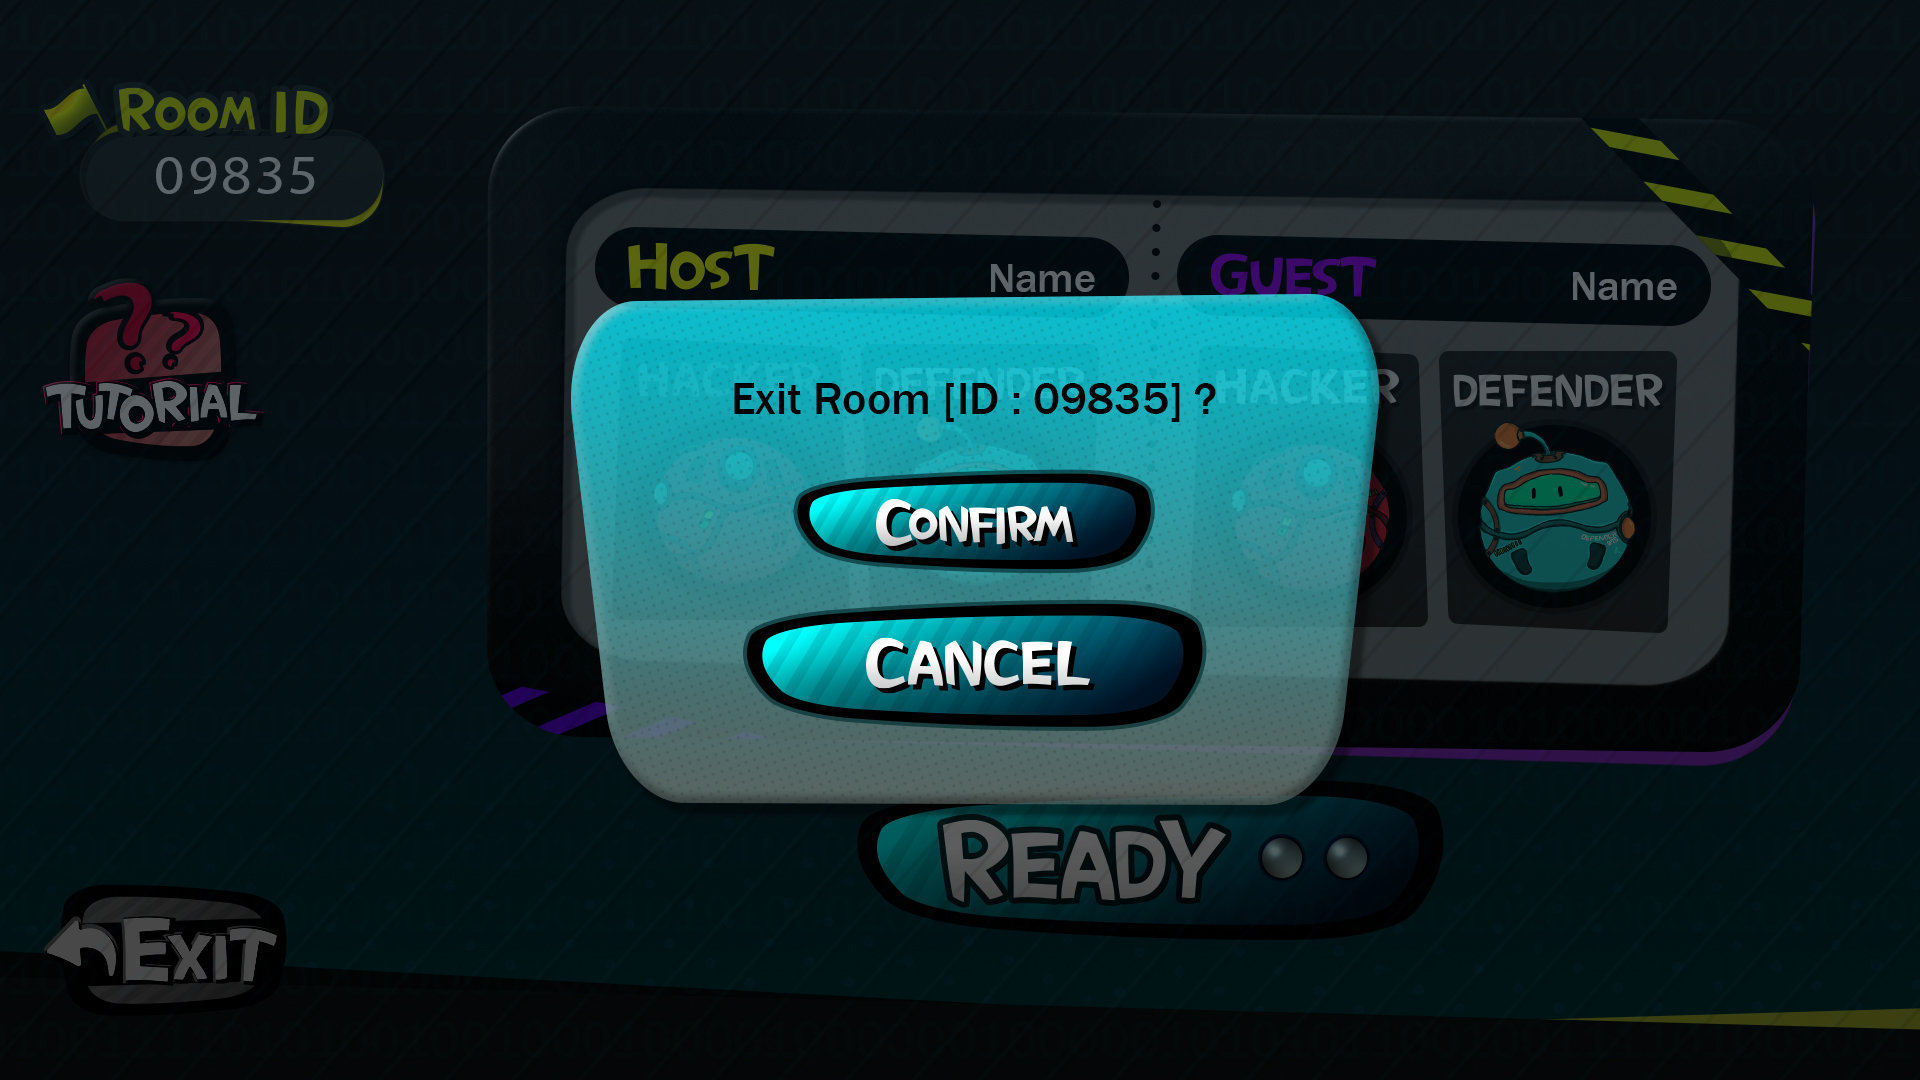 Room ID
09835
HOST
Name
GUEST
Name
HACKER
DEFENDER
HACKER
DEFENDER
Exit Room [ID : 09835] ?
CONFIRM
CANCEL
TUTORIAL
READY
EXIT